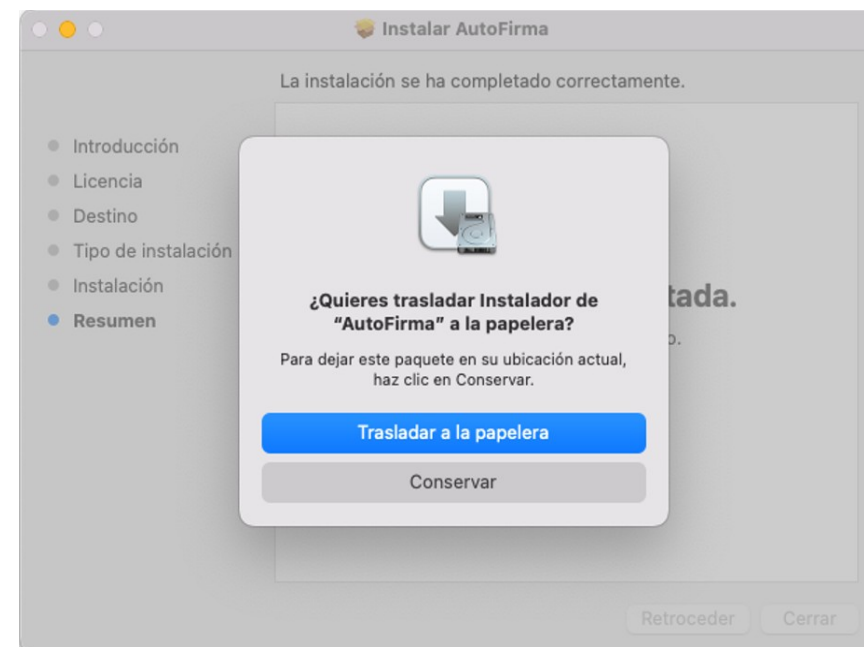 Instalar AutoFirma
La instalación se ha completado correctamente.
Introducción
Licencia
Destino
Tipo de instalación
Instalación
Resumen
¿Quieres trasladar Instalador de
“AutoFirma” a la papelera?
Para dejar este paquete en su ubicación actual,
haz clic en Conservar.
Trasladar a la papelera
Conservar
Retroceder
Cerrar